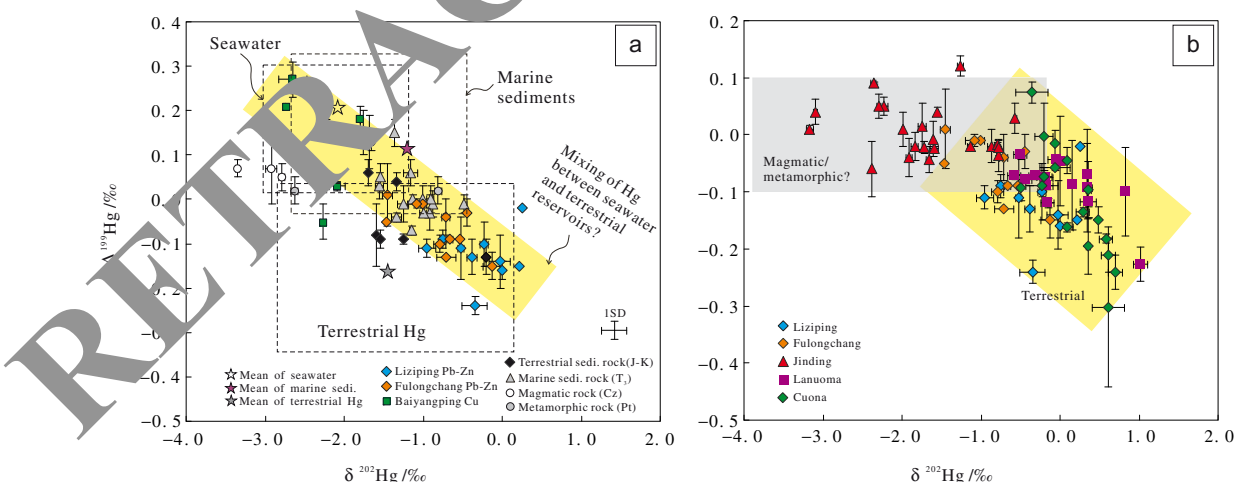 RETRAC
a
0. 4
0. 3
0. 2
0. 1
0. 0
−0. 1
−0. 2
−0. 3
−0. 4
−0. 5
−4. 0
−3. 0
−2. 0
−1. 0
0. 0
1. 0
2. 0
199Hg/‰
δ 202Hg /‰
Seawater
Marine
sediments
Mixing of Hg
between seawater
and terrestrial
reservoirs?
Terrestrial Hg
1SD
Mean of seawater
Mean of marine sedi.
Mean of terrestrial Hg
Liziping Pb-Zn
Fulongchang Pb-Zn
Baiyangping Cu
Terrestrial sedi. rock(J-K)
Marine sedi. rock (T3)
Magmatic rock (Cz)
Metamorphic rock (Pt)
b
−0. 2
0. 1
0. 0
−0. 1
−0. 2
−0. 3
−0. 4
−0. 5
−4. 0
−3. 0
−2. 0
−1. 0
0. 0
1. 0
2. 0
δ 202Hg /‰
Magmatic/
metamorphic?
Terrestrial
Liziping
Fulongchang
Jinding
Lanuoma
Cuona